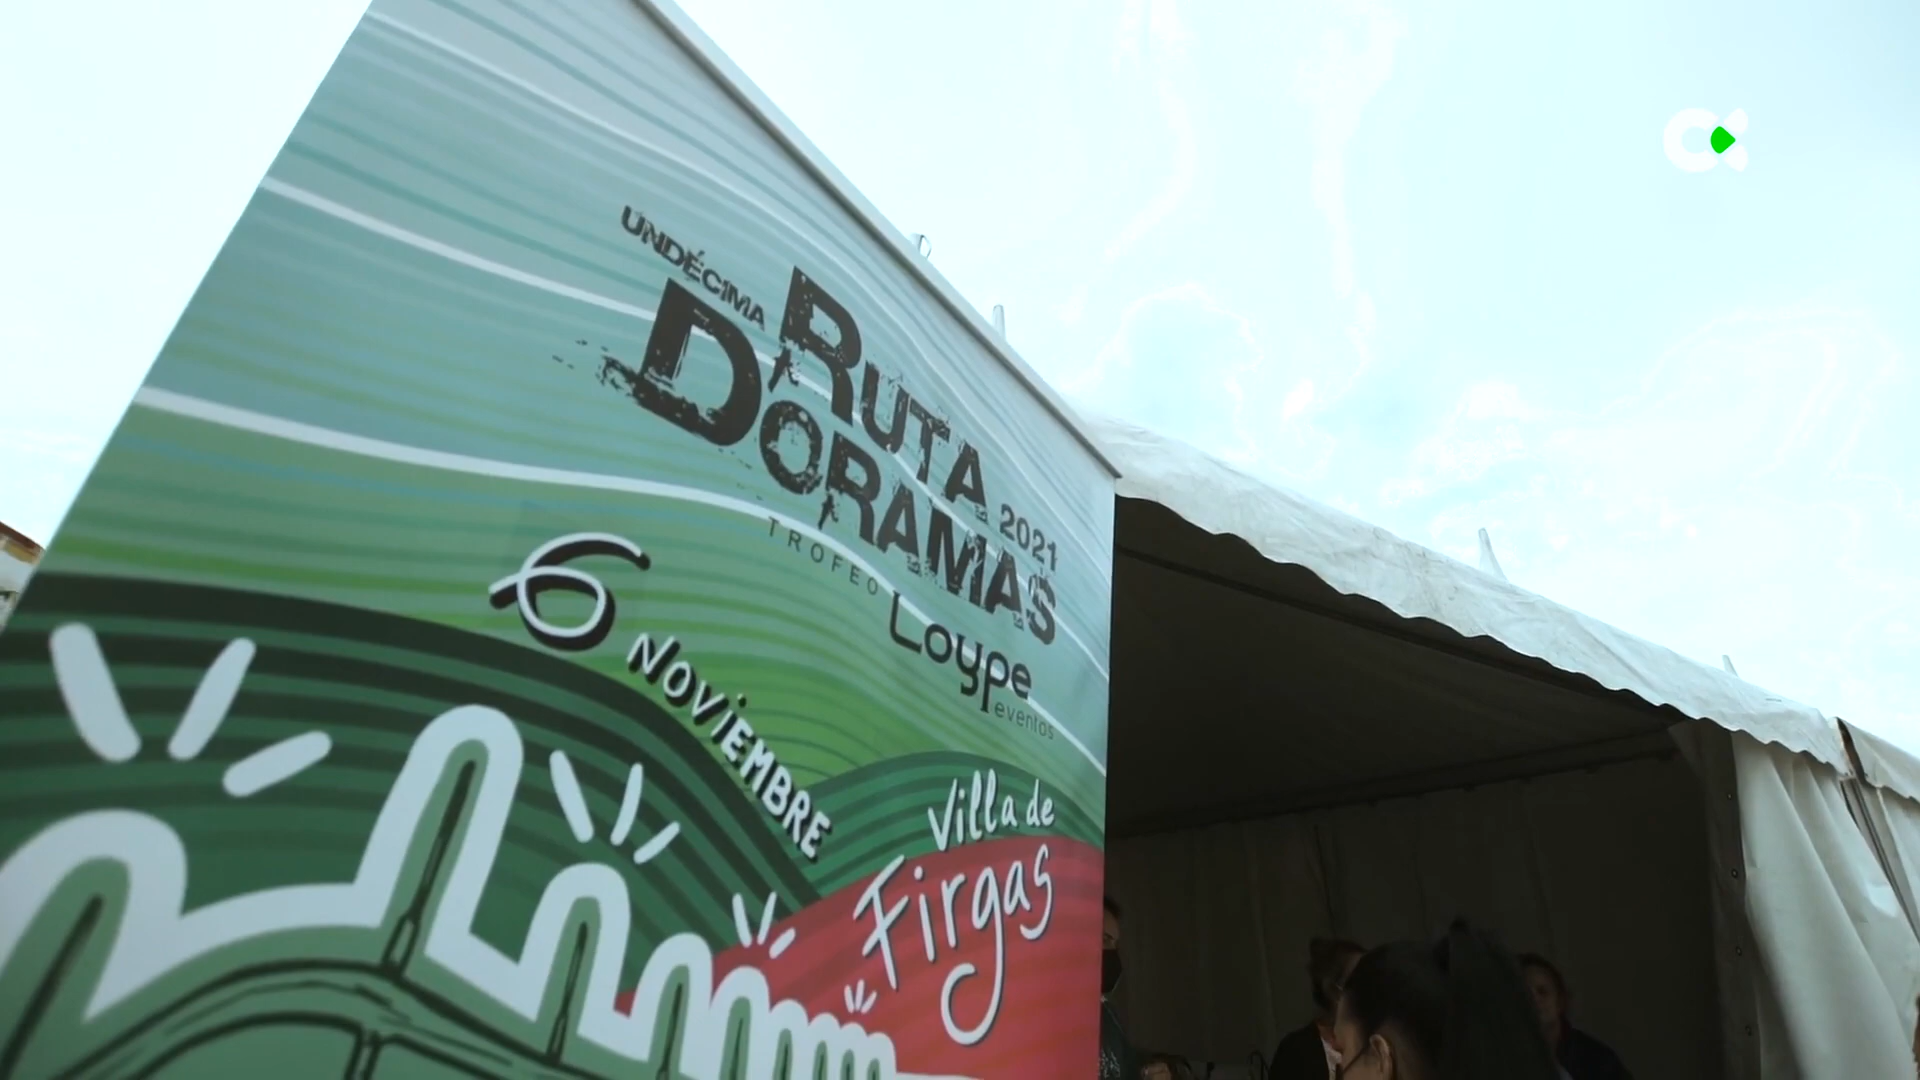 UNDÉCIMA
RUTA
DORAMAS
2021
TROFEO
Loype
eventos
6
NOVIEMBRE
Villa de
Firgas